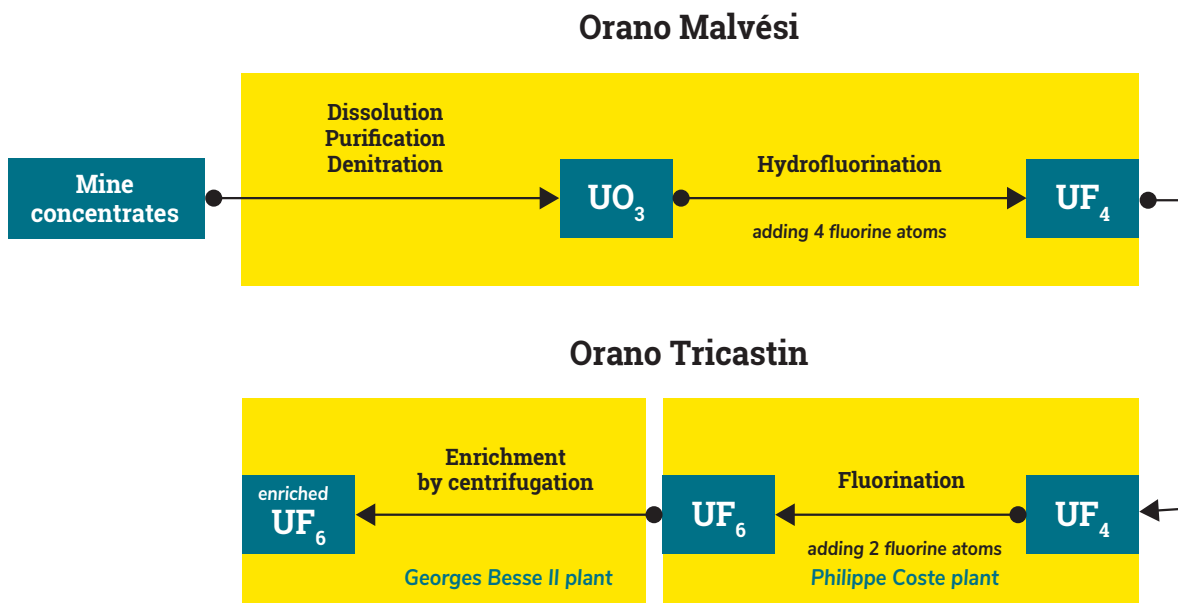 Orano Malvési
Dissolution
Purification
Denitration
Mine
concentrates
UO₃
Hydrofluorination
adding 4 fluorine atoms
UF₄
Orano Tricastin
enriched
UF₆
Enrichment
by centrifugation
Georges Besse II plant
UF₆
Fluorination
adding 2 fluorine atoms
Philippe Coste plant
UF₄